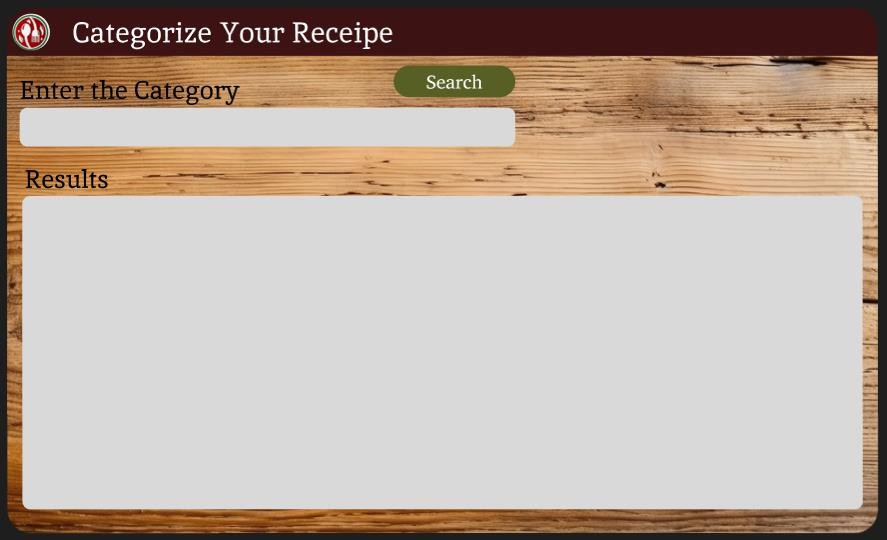 Categorize Your Receipe
Search
Enter the Category
Results